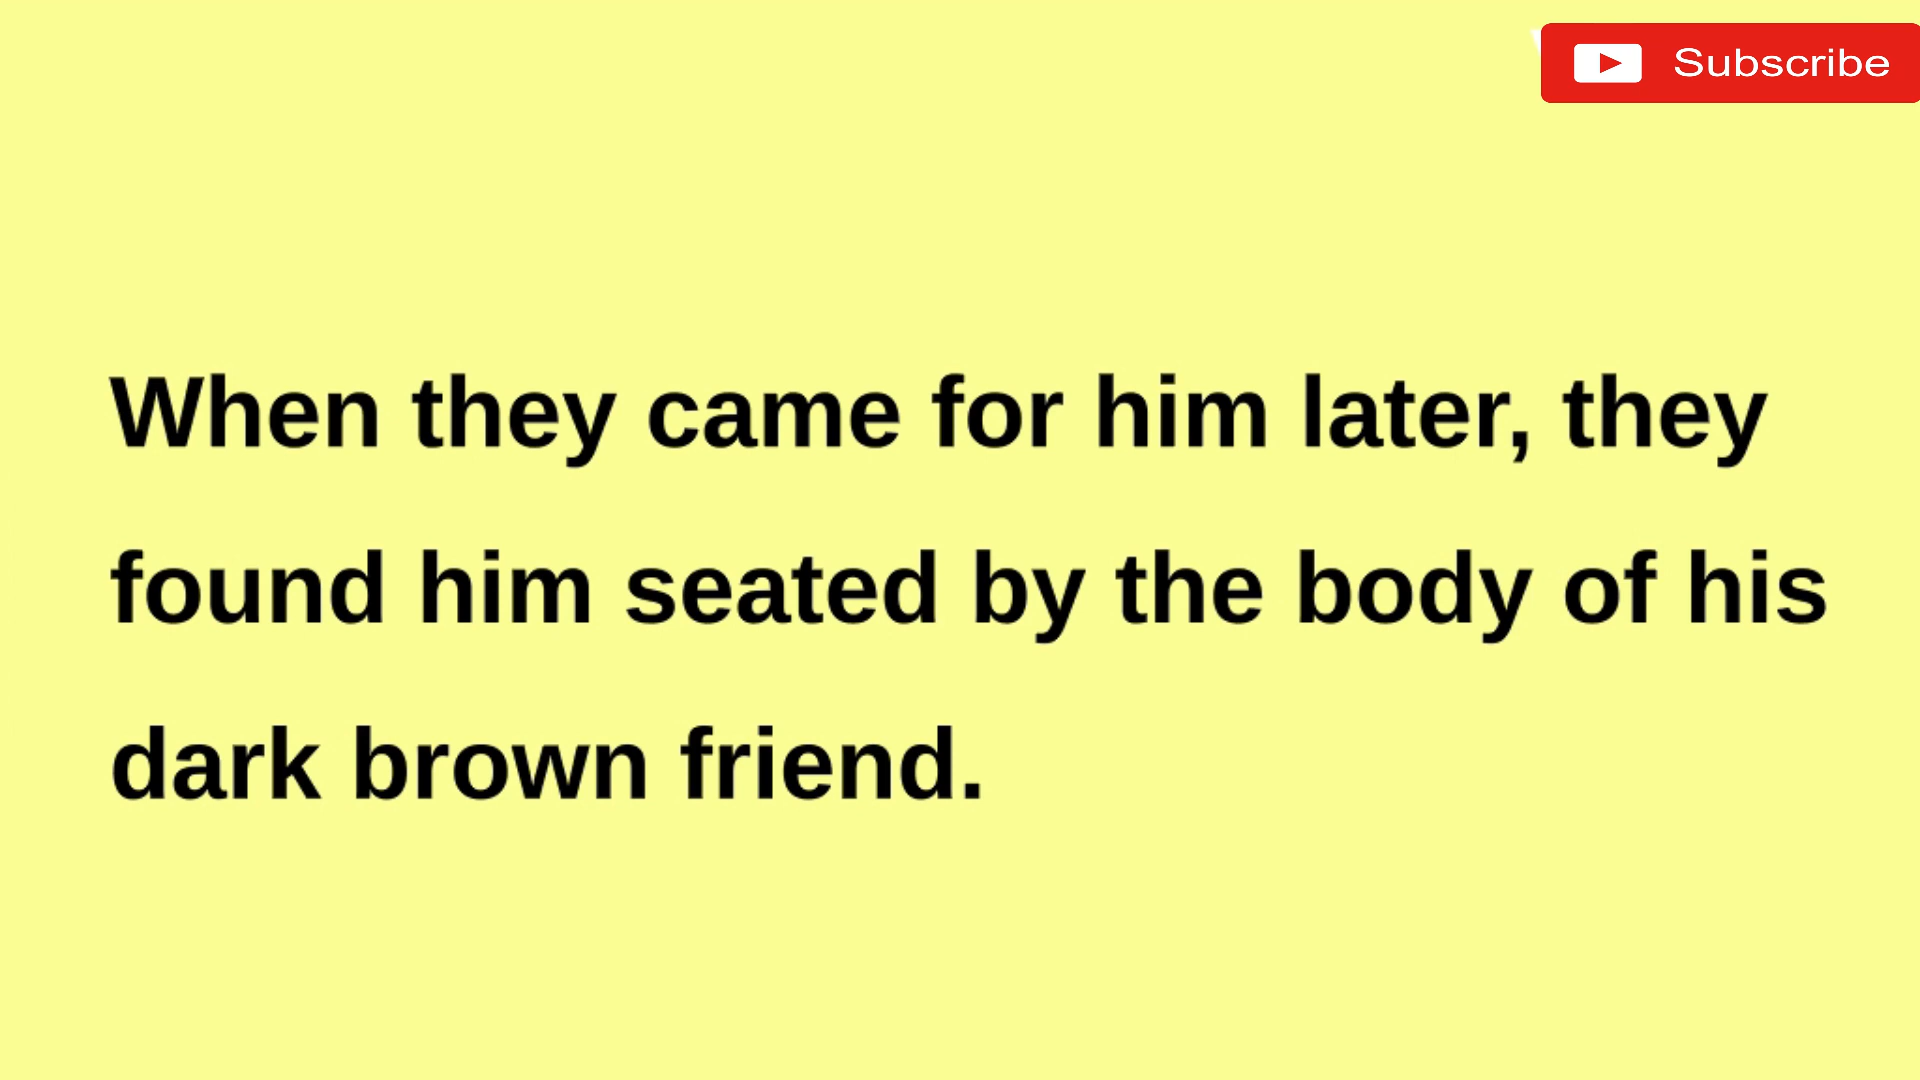 Subscribe
When they came for him later, they
found him seated by the body of his
dark brown friend.